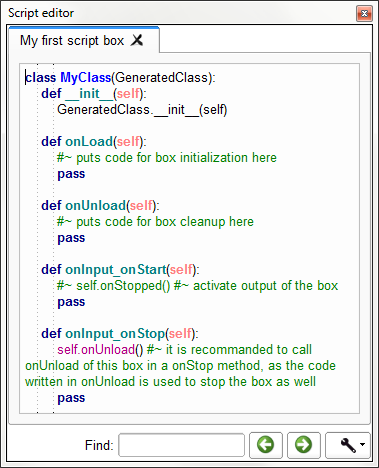 Script editor
My first script box
class MyClass(GeneratedClass):
def __init__(self):
GeneratedClass.__init__(self)
def onLoad(self):
#~ puts code for box initialization here
pass
def onUnload(self):
#~ puts code for box cleanup here
pass
def onInput_onStart(self):
#~ self.onStopped() #~ activate output of the box
pass
def onInput_onStop(self):
self.onUnload() #~ it is recommanded to call
onUnload of this box in a onStop method, as the code
written in onUnload is used to stop the box as well
pass
Find: